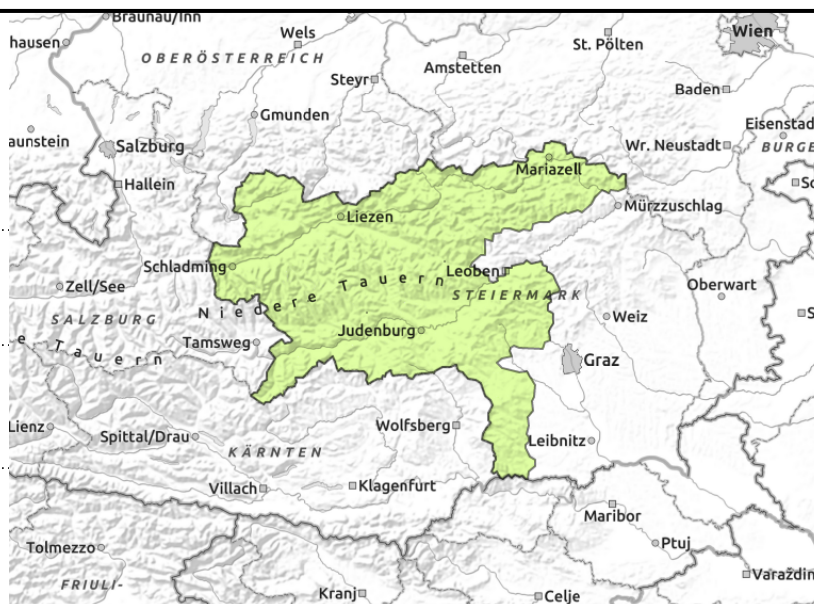 Braunau/Inn
hausen
Wels
OBERÖSTERREICH
St. Pölten
Wien
Steyr
Amstetten
Baden
Gmunden
aunstein
Salzburg
Eisenstad
Wr. Neustadt
BURGE
Mariazell
Hallein
Sc
Liezen
Mürzzuschlag
Schladming
Leoben
Zell/See
Niedere Tauern
STEIERMARK
Oberwart
SALZBURG
Weiz
S
Judenburg
Tamsweg
e Tauern
Graz
Lienz
Spittal/Drau
Wolfsberg
Leibnitz
KÄRNTEN
Villach
Klagenfurt
Maribor
Tolmezzo
Ptuj
FRIULI-
Kranj
Celje
Varaždin